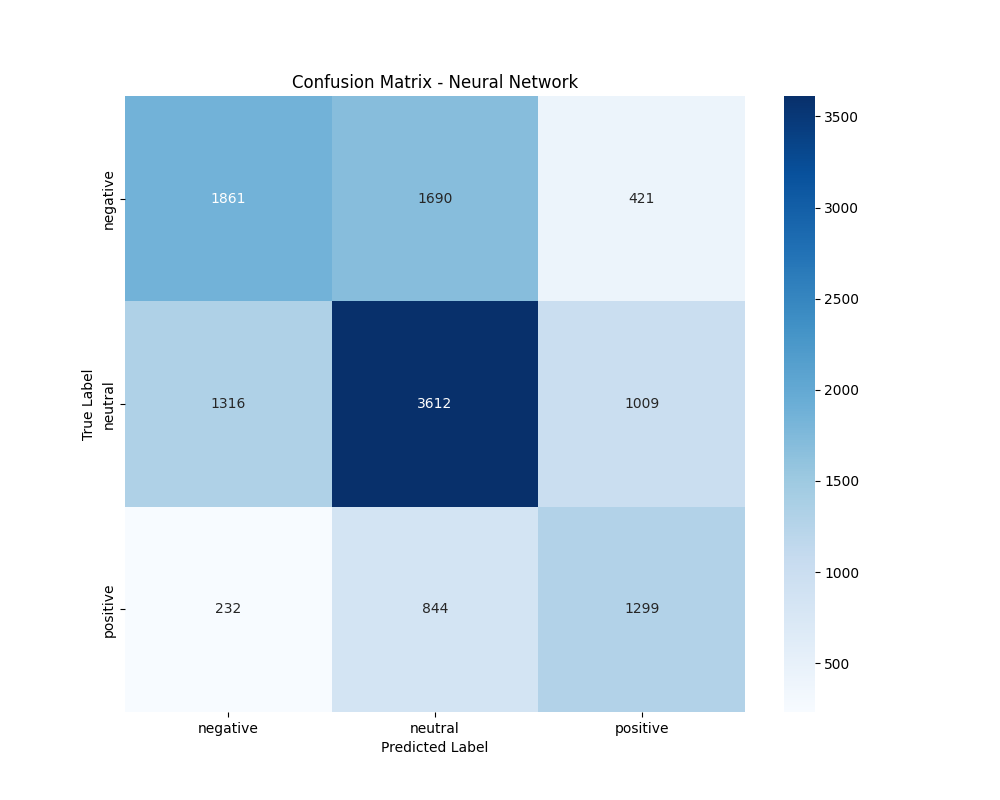 Confusion Matrix - Neural Network
True Label
negative
1861 1690 421
neutral
1316 3612 1009
positive
232 844 1299
negative neutral positive
Predicted Label
3500
3000
2500
2000
1500
1000
500